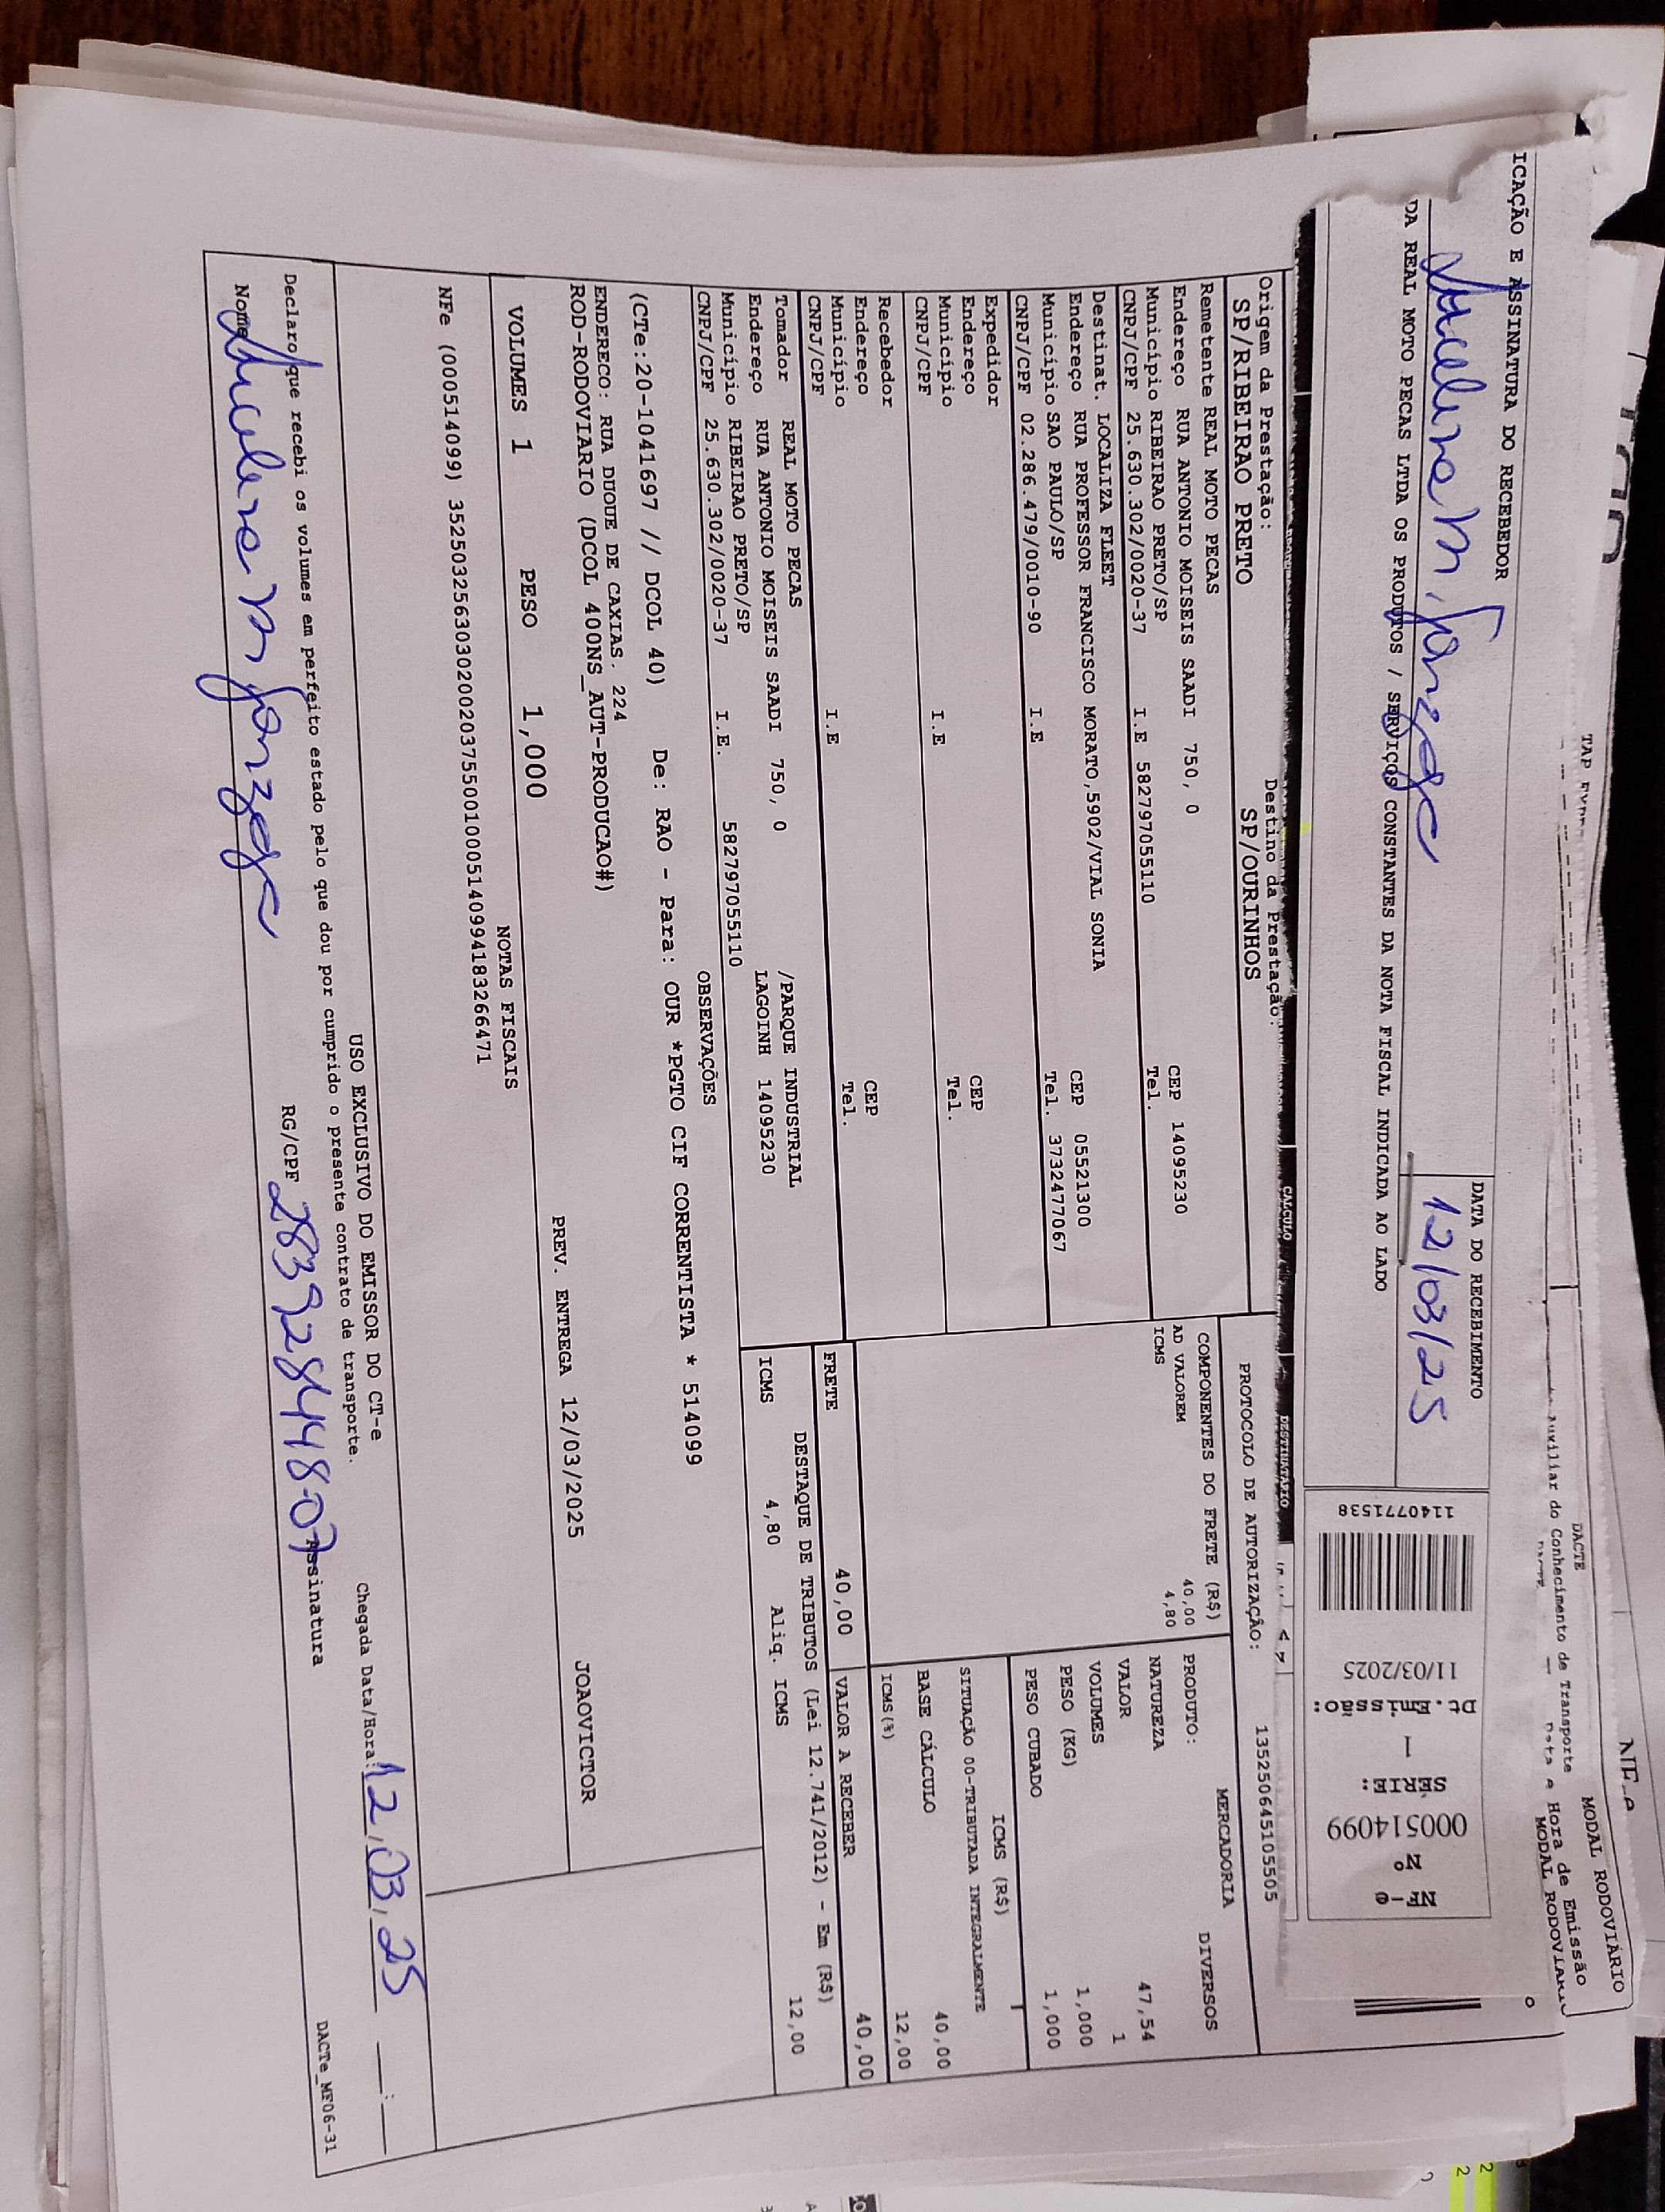 NF-e
MODAL RODOVIÁRIO
TAP
DACTE
Auxiliar do Conhecimento de Transporte
Hora de Emissão
MODAL RODOVIÁRIO
ICAÇÃO E ASSINATURA DO RECEBEDOR
DATA DO RECEBIMENTO
12/03/25
DA REAL MOTO PECAS LTDA OS PRODUTOS / SERVIÇOS CONSTANTES DA NOTA FISCAL INDICADA AO LADO
NF-e
Nº
000514099
SÉRIE:
1
Dt.Emissão:
11/03/2025
1140771538
CALCULO
DESTINATÁRIO
Origem da Prestação:
Destino da Prestação:
SP/RIBEIRAO PRETO
SP/OURINHOS
PROTOCOLO DE AUTORIZAÇÃO:
135250645105505
Remetente REAL MOTO PECAS
Endereço RUA ANTONIO MOISEIS SAADI 750, 0
CEP 14095230
Município RIBEIRAO PRETO/SP
Tel.
CNPJ/CPF 25.630.302/0020-37 I.E 582797055110
Destinat. LOCALIZA FLEET
Endereço RUA PROFESSOR FRANCISCO MORATO,5902/VIAL SONIA
CEP 05521300
Município SAO PAULO/SP
Tel. 3732477067
CNPJ/CPF 02.286.479/0010-90 I.E
Expedidor
Endereço
CEP
Município
Tel.
CNPJ/CPF I.E
Recebedor
Endereço
CEP
Município
Tel.
CNPJ/CPF I.E
Tomador REAL MOTO PECAS
Endereço RUA ANTONIO MOISEIS SAADI 750, 0
/PARQUE INDUSTRIAL
LAGOINH 14095230
Município RIBEIRAO PRETO/SP
CNPJ/CPF 25.630.302/0020-37 I.E. 582797055110
COMPONENTES DO FRETE (R$)
AD VALOREM 40,00
ICMS 4,80
MERCADORIA
PRODUTO: DIVERSOS
NATUREZA
VALOR 47,54
VOLUMES 1
PESO (KG) 1,000
PESO CUBADO 1,000
ICMS (R$)
SITUAÇÃO 00-TRIBUTADA INTEGRALMENTE
BASE CÁLCULO 40,00
ICMS(%) 12,00
FRETE 40,00
VALOR A RECEBER 40,00
DESTAQUE DE TRIBUTOS (Lei 12.741/2012) - Em (R$)
ICMS 4,80 Aliq. ICMS 12,00
OBSERVAÇÕES
(CTe:20-1041697 // DCOL 40) De: RAO - Para: OUR *PGTO CIF CORRENTISTA * 514099
ENDERECO: RUA DUQUE DE CAXIAS, 224
ROD-RODOVIARIO (DCOL 400NS_AUT-PRODUCAO#)
VOLUMES 1 PESO 1,000 PREV. ENTREGA 12/03/2025 JOAOVICTOR
NOTAS FISCAIS
NFe (000514099) 35250325630302002037550010005140994183266471
USO EXCLUSIVO DO EMISSOR DO CT-e
Declaro que recebi os volumes em perfeito estado pelo que dou por cumprido o presente contrato de transporte.
Chegada Data/Hora: 12,03,25 __:__
Nome
RG/CPF 283928448-07 Assinatura
DACTe_MF06-31